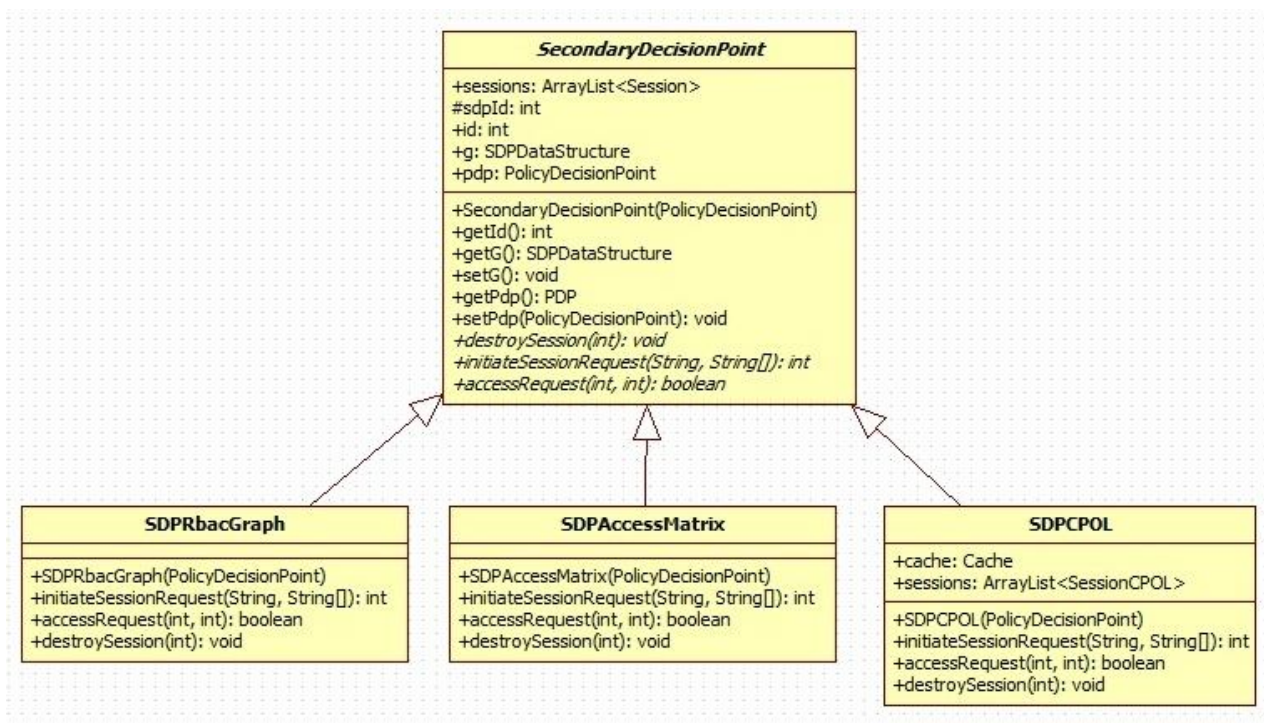 SecondaryDecisionPoint
+sessions: ArrayList<Session>
#sdpId: int
+id: int
+g: SDPDataStructure
+pdp: PolicyDecisionPoint
+SecondaryDecisionPoint(PolicyDecisionPoint)
+getId(): int
+getG(): SDPDataStructure
+setG(): void
+getPdp(): PDP
+setPdp(PolicyDecisionPoint): void
+destroySession(int): void
+initiateSessionRequest(String, String[]): int
+accessRequest(int, int): boolean
SDPRbacGraph
+SDPRbacGraph(PolicyDecisionPoint)
+initiateSessionRequest(String, String[]): int
+accessRequest(int, int): boolean
+destroySession(int): void
SDPAccessMatrix
+SDPAccessMatrix(PolicyDecisionPoint)
+initiateSessionRequest(String, String[]): int
+accessRequest(int, int): boolean
+destroySession(int): void
SDPCPOL
+cache: Cache
+sessions: ArrayList<SessionCPOL>
+SDPCPOL(PolicyDecisionPoint)
+initiateSessionRequest(String, String[]): int
+accessRequest(int, int): boolean
+destroySession(int): void